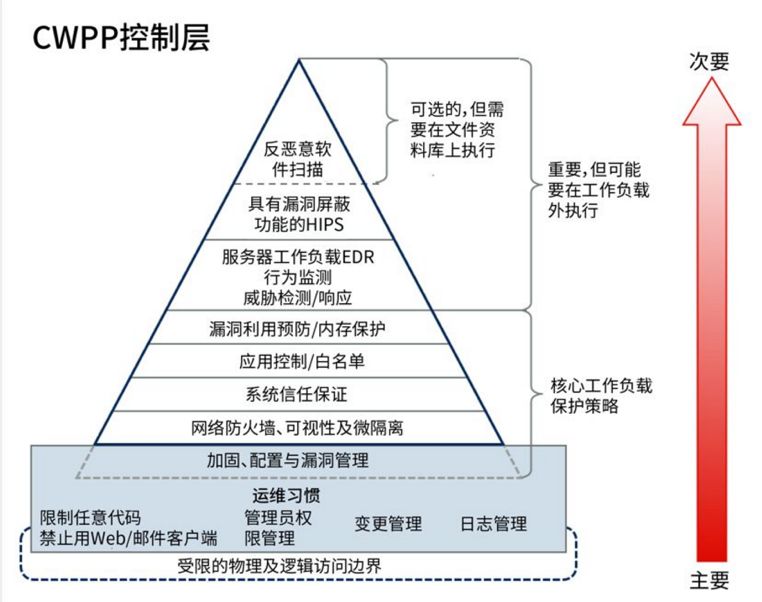 CWPP控制层
次要
可选的，但需
要在文件资
料库上执行
反恶意软
件扫描
重要，但可能
要在工作负载
外执行
具有漏洞屏蔽
功能的HIPS
服务器工作负载EDR
行为监测
威胁检测/响应
漏洞利用预防/内存保护
应用控制/白名单
系统信任保证
核心工作负载
保护策略
网络防火墙、可视性及微隔离
加固、配置与漏洞管理
运维习惯
限制任意代码
禁止用Web/邮件客户端
管理员权
限管理
变更管理
日志管理
受限的物理及逻辑访问边界
主要